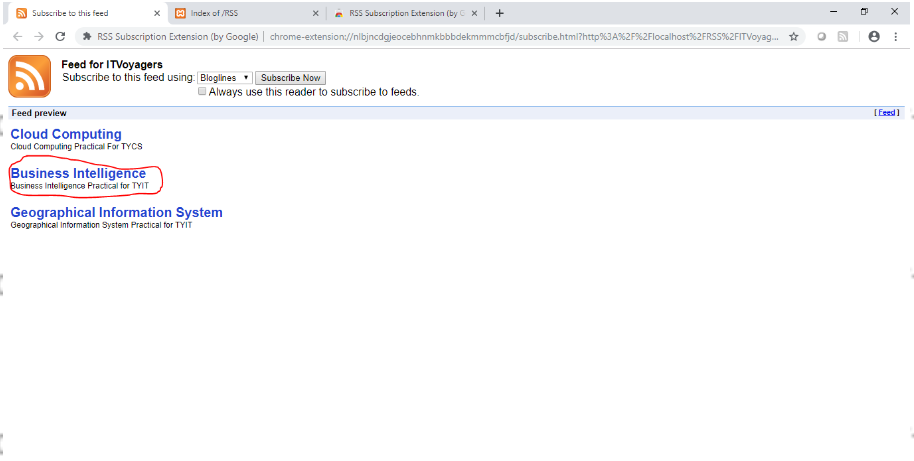 Subscribe to this feed
Index of /RSS
RSS Subscription Extension (by G
RSS Subscription Extension (by Google) | chrome-extension://nlbjncdgjeocebhnmkbbbdekmmmcbfjd/subscribe.html?http%3A%2F%2Flocalhost%2FRSS%2FITVoyag...
Feed for ITVoyagers
Subscribe to this feed using: Bloglines Subscribe Now
Always use this reader to subscribe to feeds.
Feed preview [ Feed ]
Cloud Computing
Cloud Computing Practical For TYCS
Business Intelligence
Business Intelligence Practical for TYIT
Geographical Information System
Geographical Information System Practical for TYIT